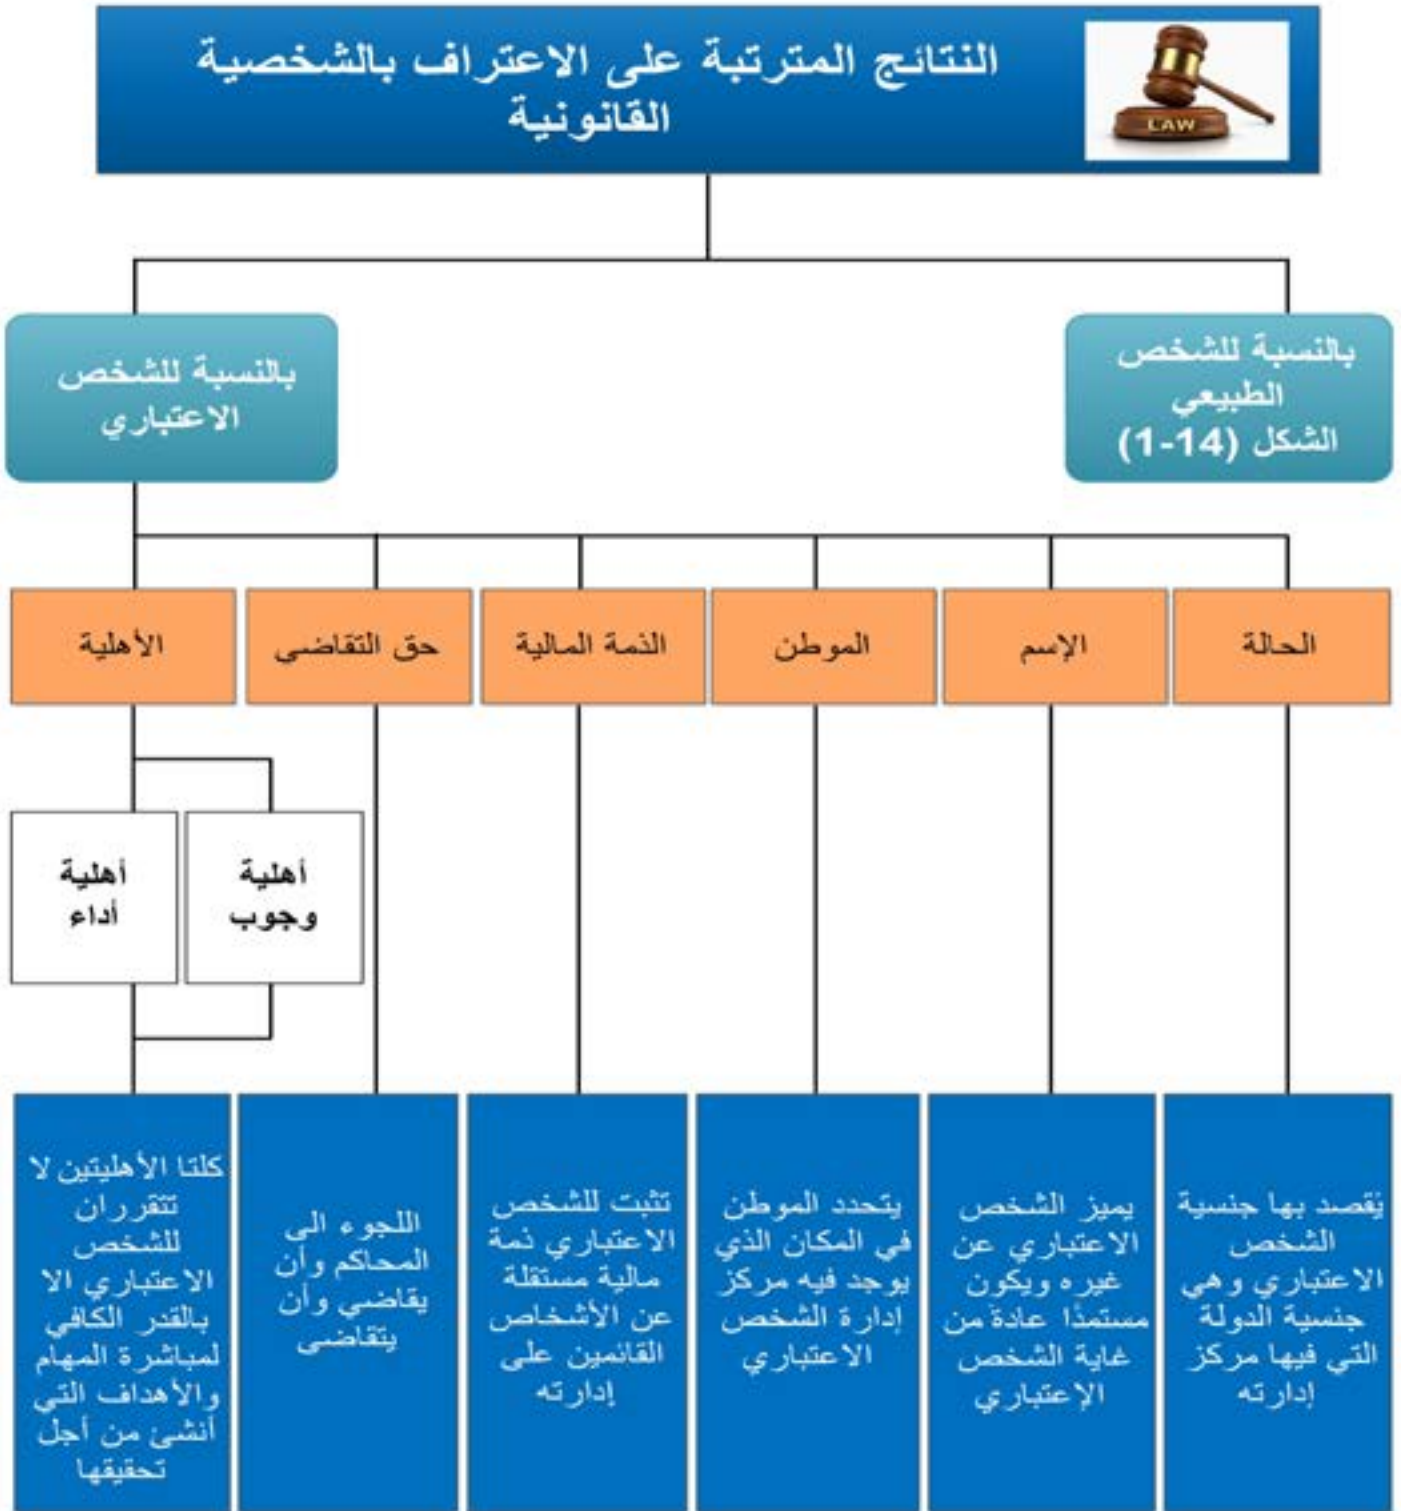 النتائج المترتبة على الاعتراف بالشخصية
القانونية
LAW
بالنسبة للشخص
الطبيعي
الشكل (14-1)
بالنسبة للشخص
الاعتباري
الحالة
الإسم
الموطن
الذمة المالية
حق التقاضي
الأهلية
أهلية
وجوب
أهلية
أداء
يُقصد بها جنسية
الشخص
الاعتباري وهي
جنسية الدولة
التي فيها مركز
إدارته
يميز الشخص
الاعتباري عن
غيره ويكون
مستمدًا عادةً من
غاية الشخص
الإعتباري
يتحدد الموطن
في المكان الذي
يوجد فيه مركز
إدارة الشخص
الاعتباري
تثبت للشخص
الاعتباري ذمة
مالية مستقلة
عن الأشخاص
القائمين على
إدارته
اللجوء الى
المحاكم وأن
يقاضي وأن
يتقاضى
كلتا الأهليتين لا
تتقرران
للشخص
الاعتباري الا
بالقدر الكافي
لمباشرة المهام
والأهداف التي
أنشئ من أجل
تحقيقها